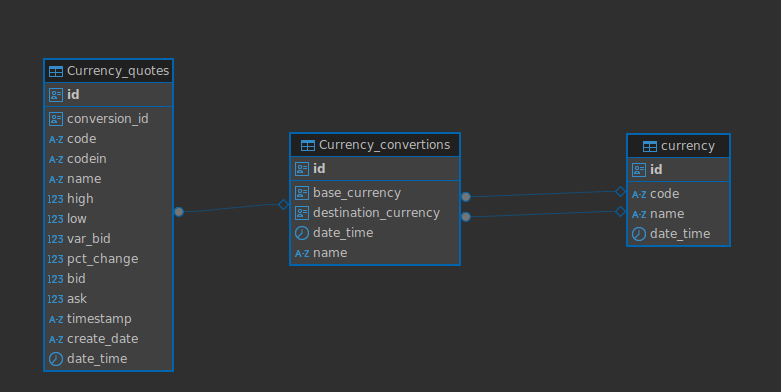 Currency_quotes
id
conversion_id
A-Z code
A-Z codein
A-Z name
123 high
123 low
123 var_bid
123 pct_change
123 bid
123 ask
A-Z timestamp
A-Z create_date
date_time
Currency_convertions
id
base_currency
destination_currency
date_time
A-Z name
currency
id
A-Z code
A-Z name
date_time